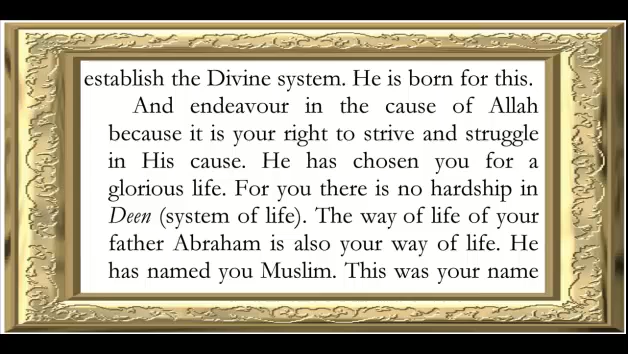 establish the Divine system. He is born for this.
And endeavour in the cause of Allah
because it is your right to strive and struggle
in His cause. He has chosen you for a
glorious life. For you there is no hardship in
Deen (system of life). The way of life of your
father Abraham is also your way of life. He
has named you Muslim. This was your name